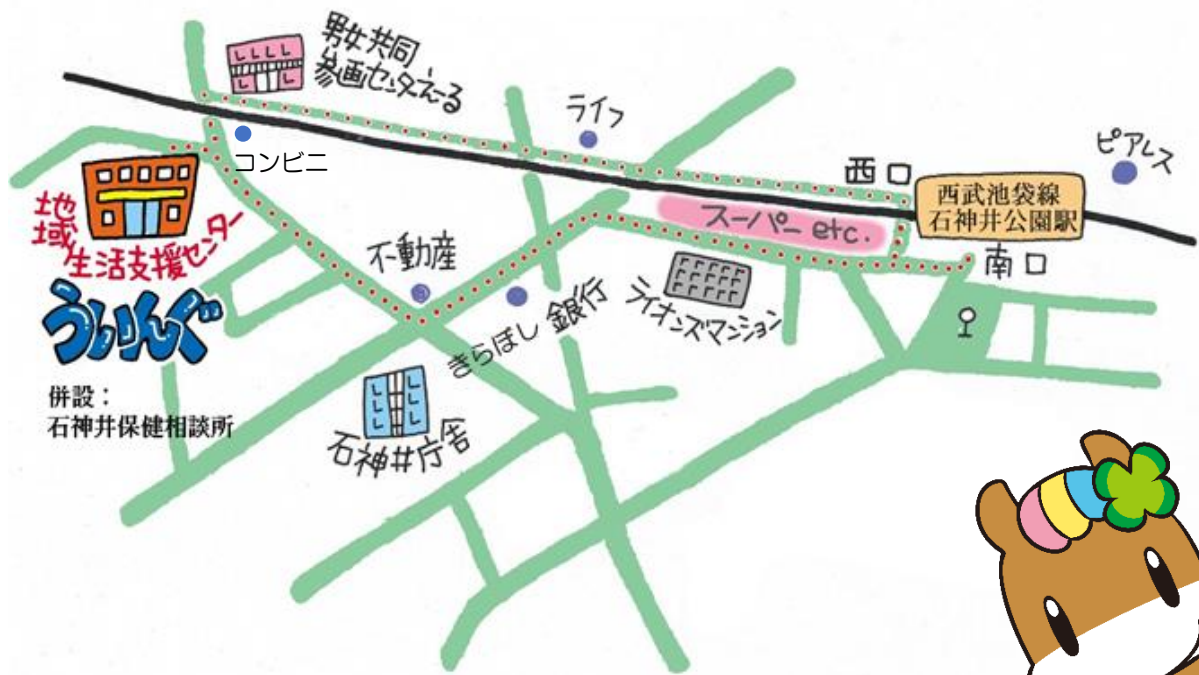 男女共同
参画センターえーる
ライフ
ピアレス
コンビニ
西口
西武池袋線
石神井公園駅
スーパー etc.
南口
地域
生活支援センター
ういんぐ
不動産
きらぼし 銀行
ライオンズマンション
併設：
石神井保健相談所
石神井庁舎